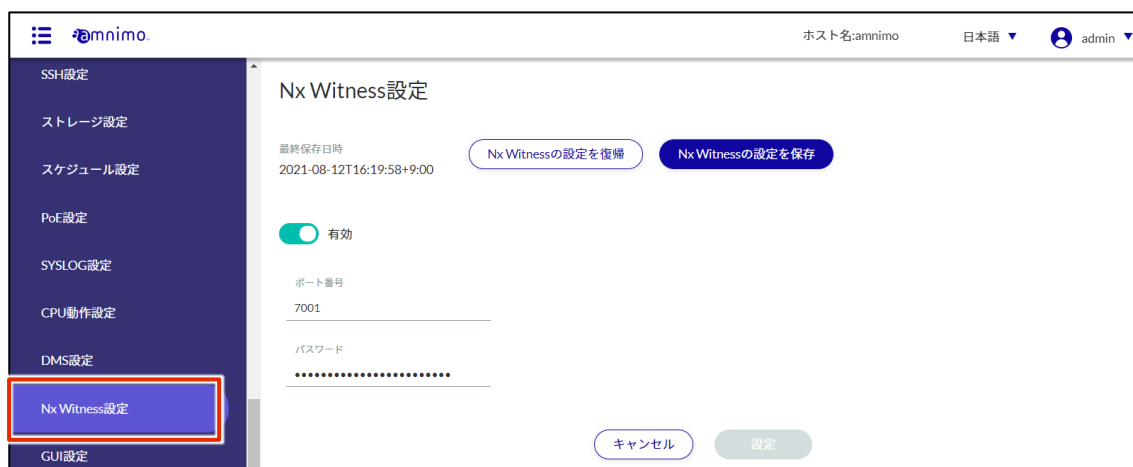 amnimo
ホスト名:amnimo
日本語
admin
SSH設定
ストレージ設定
スケジュール設定
PoE設定
SYSLOG設定
CPU動作設定
DMS設定
Nx Witness設定
GUI設定
Nx Witness設定
最終保存日時
2021-08-12T16:19:58+9:00
Nx Witnessの設定を復帰
Nx Witnessの設定を保存
有効
ポート番号
7001
パスワード
•••••••••••••••••••••••••
キャンセル
設定